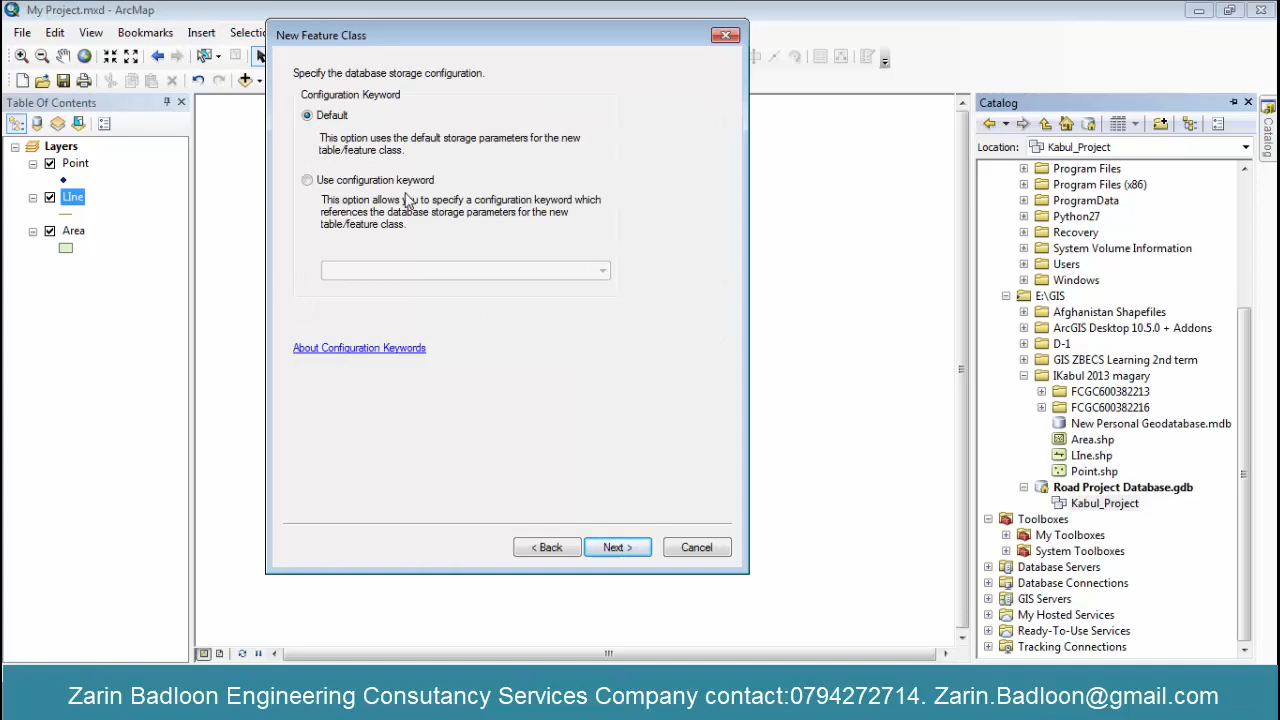 My Project.mxd - ArcMap
File Edit View Bookmarks Insert Selectio
Table Of Contents
Layers
Point
LIne
Area
New Feature Class
Specify the database storage configuration.
Configuration Keyword
Default
This option uses the default storage parameters for the new
table/feature class.
Use configuration keyword
This option allows you to specify a configuration keyword which
references the database storage parameters for the new
table/feature class.
About Configuration Keywords
< Back Next > Cancel
Catalog
Location: Kabul_Project
Program Files
Program Files (x86)
ProgramData
Python27
Recovery
System Volume Information
Users
Windows
E:\GIS
Afghanistan Shapefiles
ArcGIS Desktop 10.5.0 + Addons
D-1
GIS ZBECS Learning 2nd term
IKabul 2013 magary
FCGC600382213
FCGC600382216
New Personal Geodatabase.mdb
Area.shp
LIne.shp
Point.shp
Road Project Database.gdb
Kabul_Project
Toolboxes
My Toolboxes
System Toolboxes
Database Servers
Database Connections
GIS Servers
My Hosted Services
Ready-To-Use Services
Tracking Connections
Catalog
Zarin Badloon Engineering Consutancy Services Company contact:0794272714. Zarin.Badloon@gmail.com